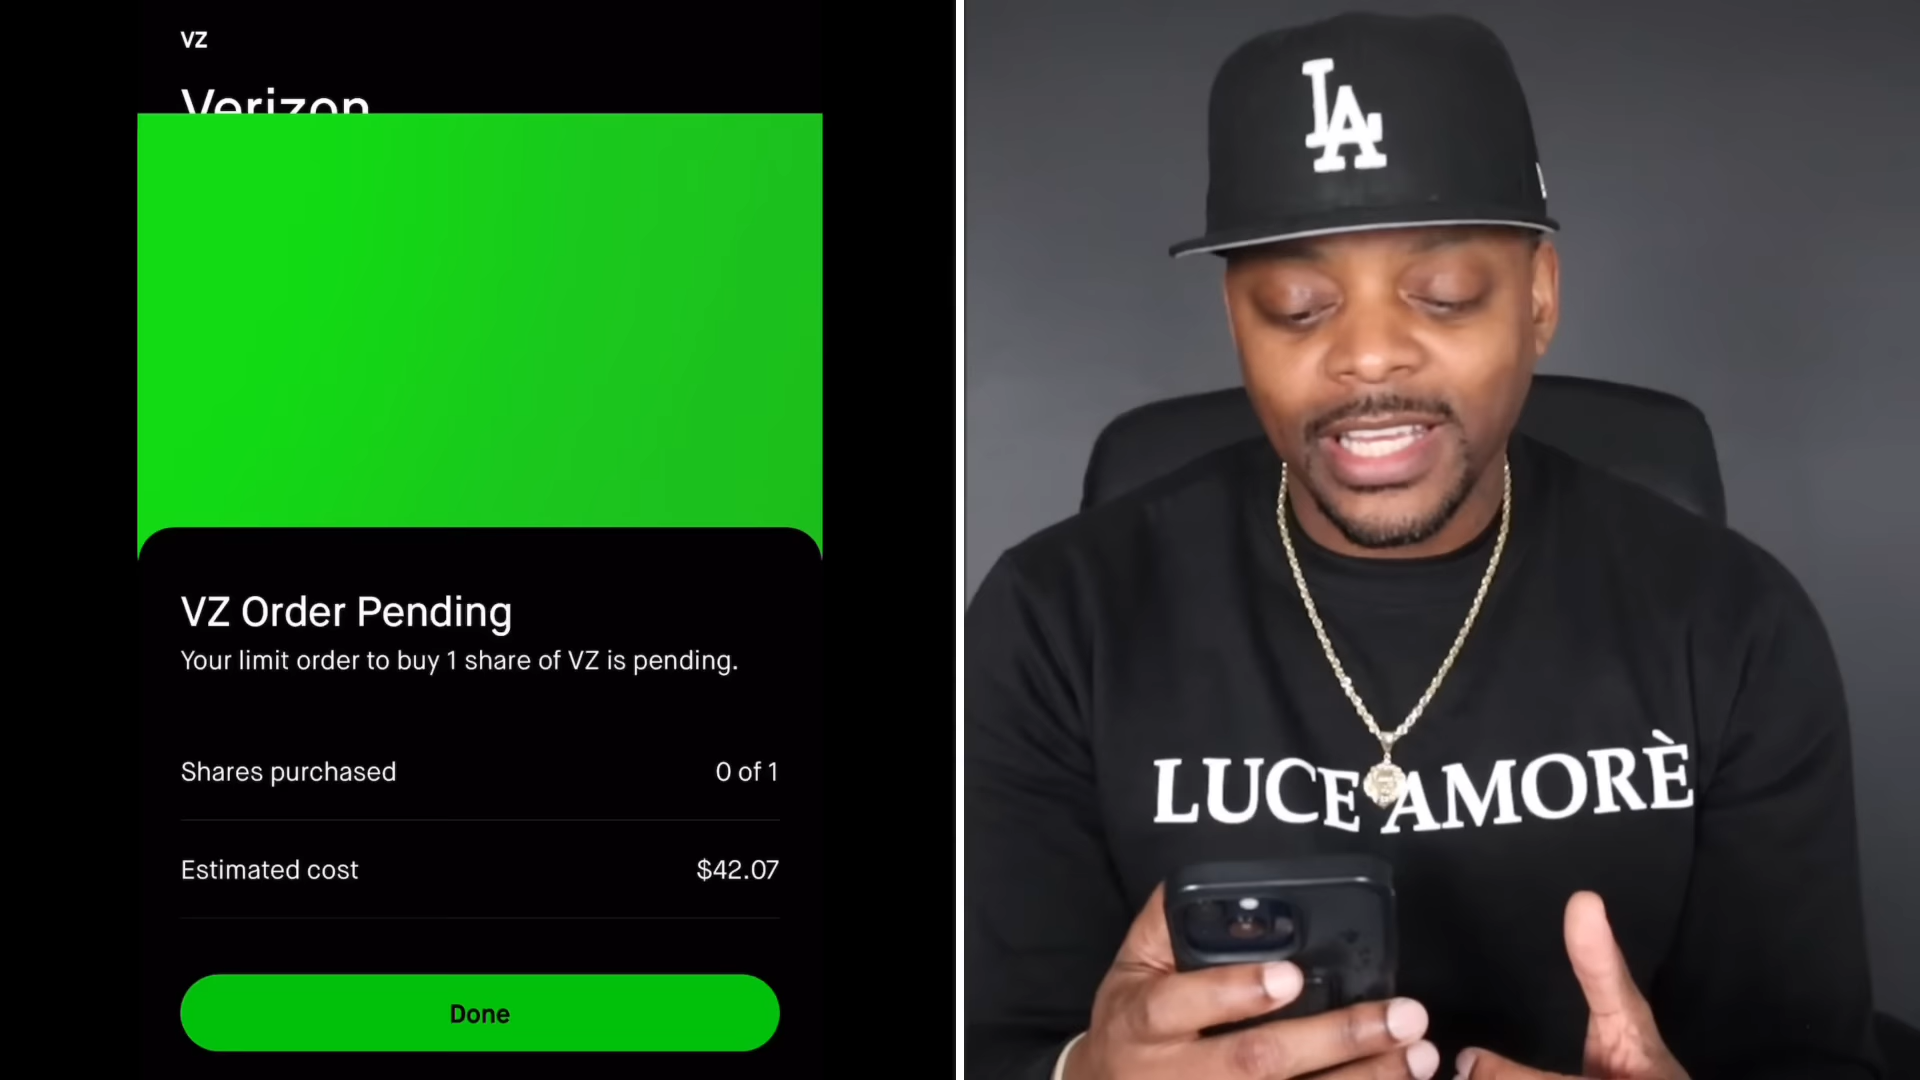 VZ
Verizon
VZ Order Pending
Your limit order to buy 1 share of VZ is pending.
Shares purchased
0 of 1
Estimated cost
$42.07
Done
LA
LUCE AMORÈ